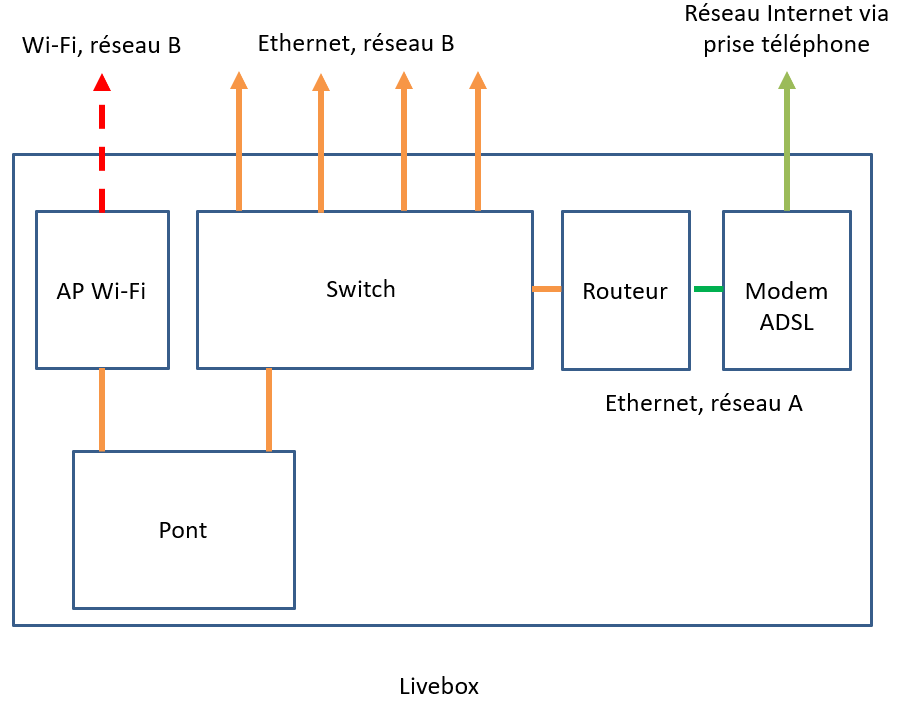 Wi-Fi, réseau B
Ethernet, réseau B
Réseau Internet via
prise téléphone
AP Wi-Fi
Switch
Routeur
Modem
ADSL
Ethernet, réseau A
Pont
Livebox